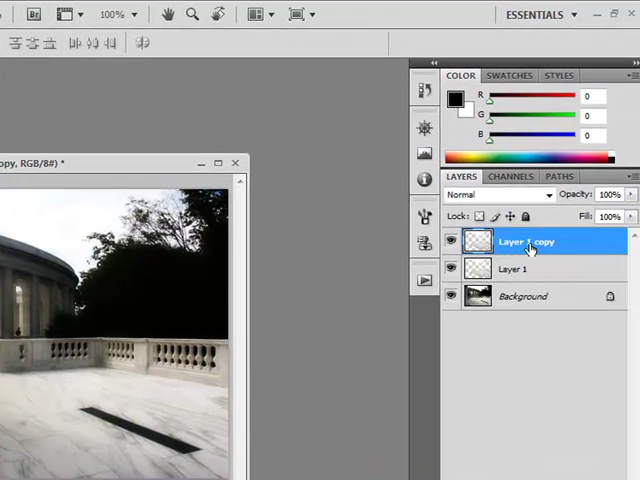 Br 100% ESSENTIALS
COLOR SWATCHES STYLES
R 0
G 0
B 0
opy, RGB/8#) *
LAYERS CHANNELS PATHS
Normal Opacity: 100%
Lock: Fill: 100%
Layer 1 copy
Layer 1
Background